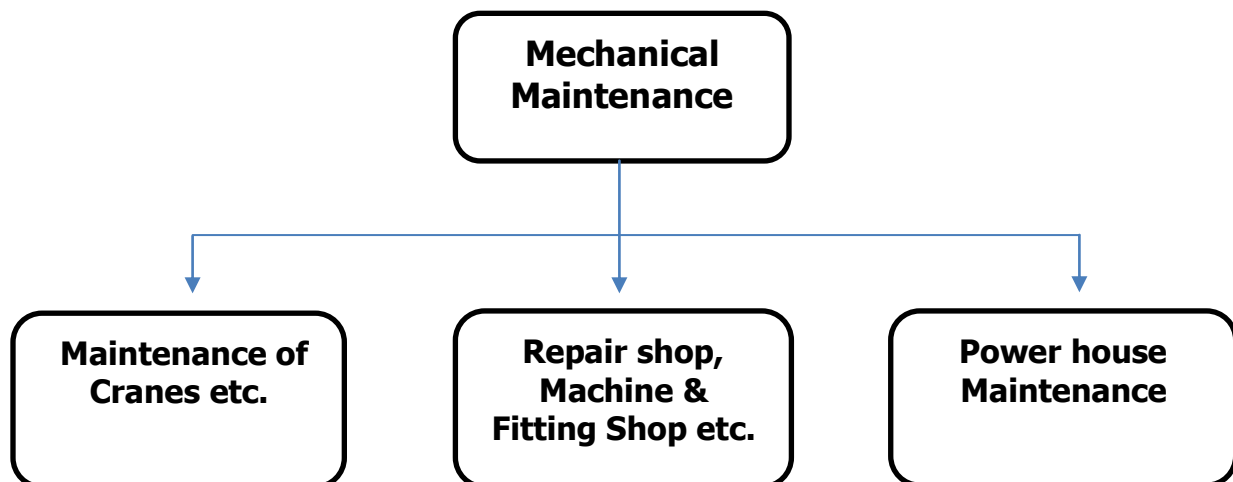 Mechanical
Maintenance
Maintenance of
Cranes etc.
Repair shop,
Machine &
Fitting Shop etc.
Power house
Maintenance